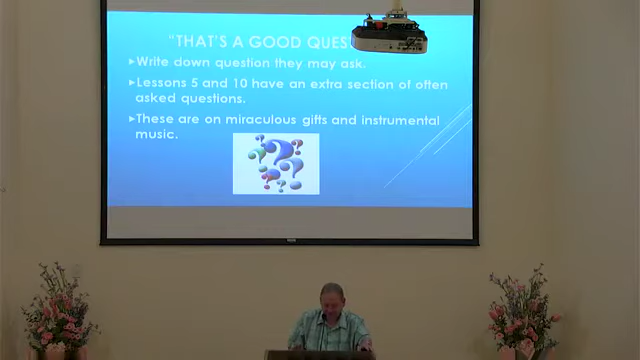 "THAT'S A GOOD QUES
▸Write down question they may ask.
▸Lessons 5 and 10 have an extra section of often
asked questions.
▸These are on miraculous gifts and instrumental
music.